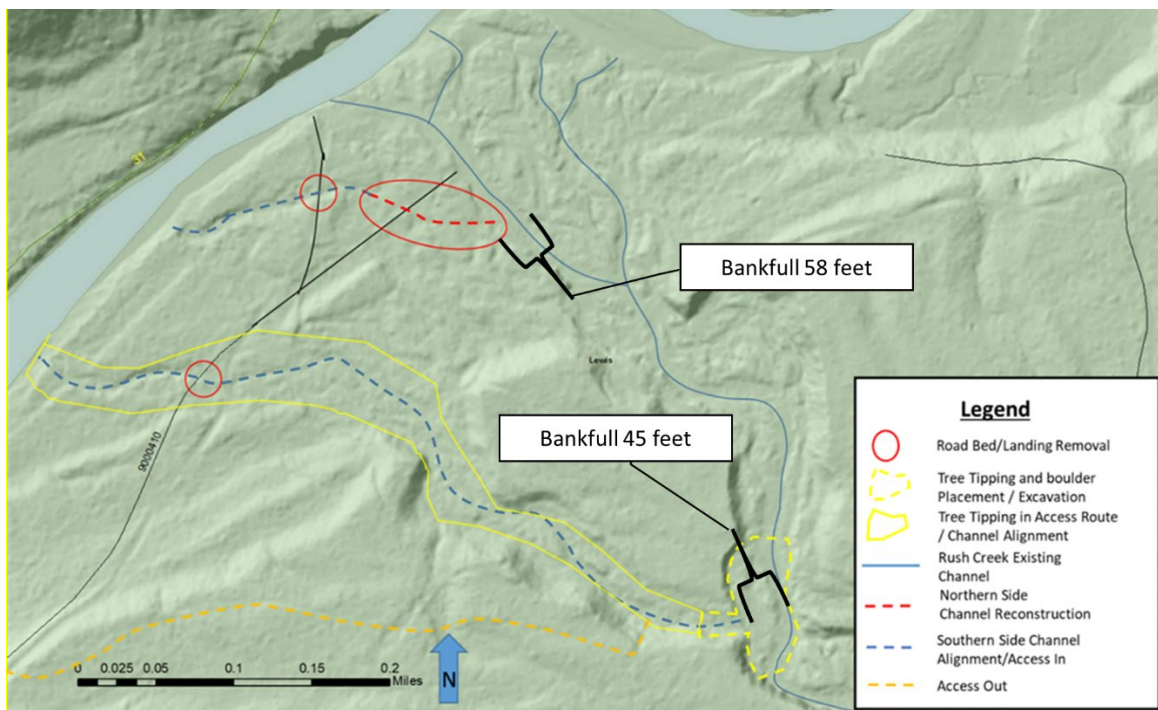 31
Bankfull 58 feet
Lewis
Bankfull 45 feet
9000410
Legend
Road Bed/Landing Removal
Tree Tipping and boulder
Placement / Excavation
Tree Tipping in Access Route
/ Channel Alignment
Rush Creek Existing
Channel
Northern Side
Channel Reconstruction
Southern Side Channel
Alignment/Access In
Access Out
0 0.025 0.05 0.1 0.15 0.2
Miles
N